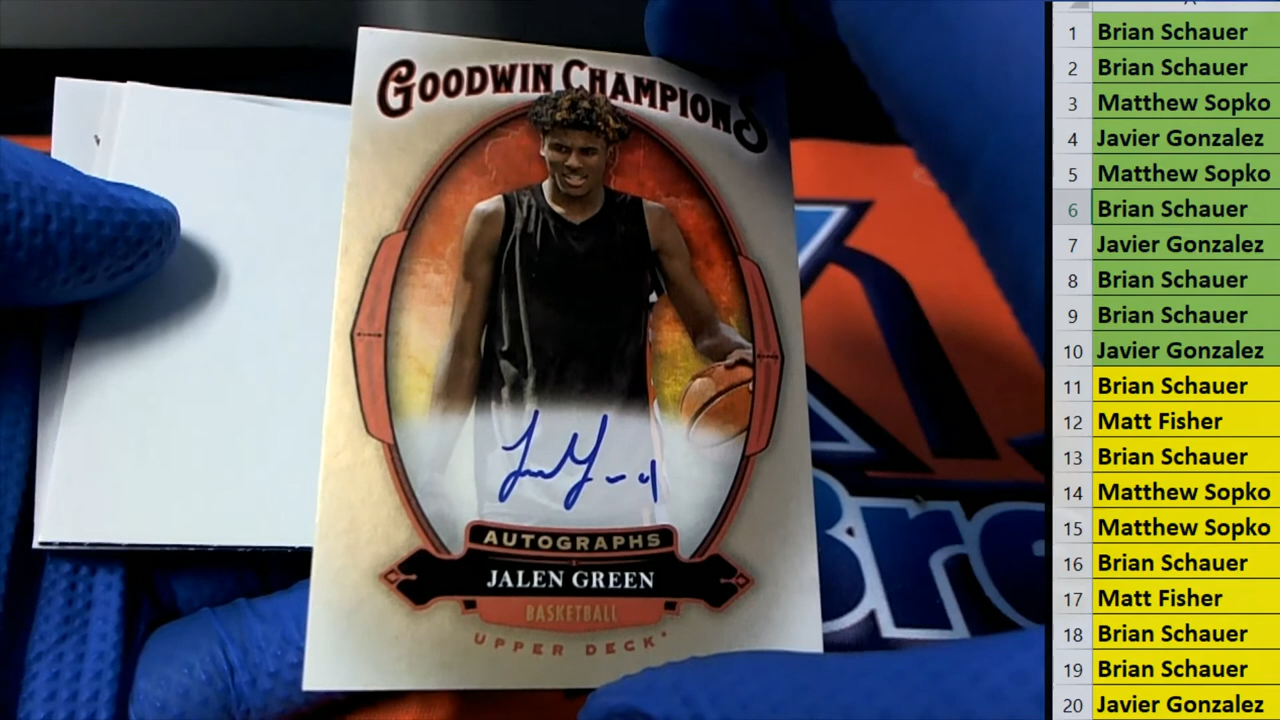 GOODWIN CHAMPIONS
AUTOGRAPHS
JALEN GREEN
BASKETBALL
UPPER DECK
Bro
1 Brian Schauer
2 Brian Schauer
3 Matthew Sopko
4 Javier Gonzalez
5 Matthew Sopko
6 Brian Schauer
7 Javier Gonzalez
8 Brian Schauer
9 Brian Schauer
10 Javier Gonzalez
11 Brian Schauer
12 Matt Fisher
13 Brian Schauer
14 Matthew Sopko
15 Matthew Sopko
16 Brian Schauer
17 Matt Fisher
18 Brian Schauer
19 Brian Schauer
20 Javier Gonzalez